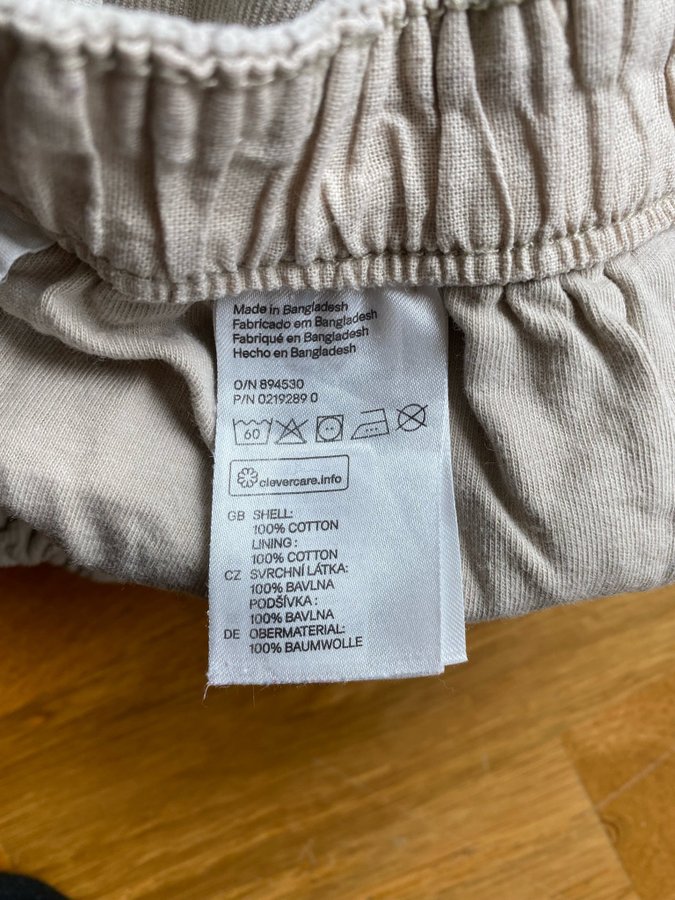 Made in Bangladesh
Fabricado em Bangladesh
Fabriqué en Bangladesh
Hecho en Bangladesh
O/N 894530
P/N 0219289 0
60
clevercare.info
GB SHELL:
100% COTTON
LINING :
100% COTTON
CZ SVRCHNÍ LÁTKA:
100% BAVLNA
PODŠÍVKA :
100% BAVLNA
DE OBERMATERIAL:
100% BAUMWOLLE